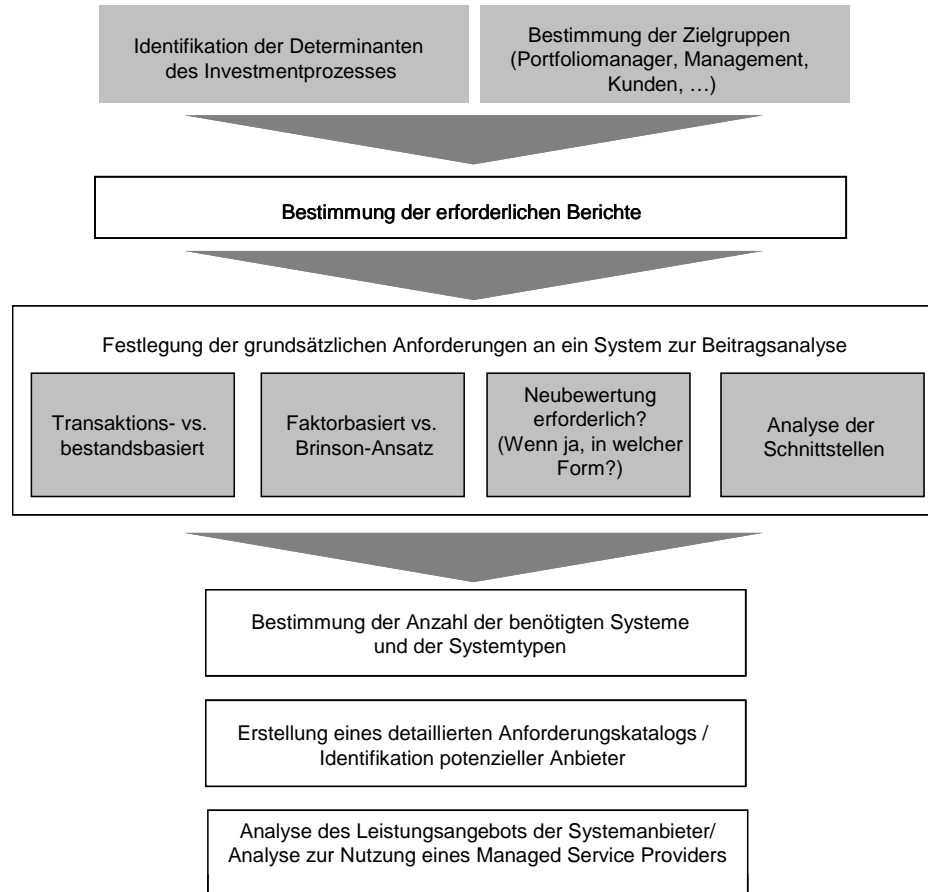 Identifikation der Determinanten
des Investmentprozesses
Bestimmung der Zielgruppen
(Portfoliomanager, Management,
Kunden, …)
Bestimmung der erforderlichen Berichte
Festlegung der grundsätzlichen Anforderungen an ein System zur Beitragsanalyse
Transaktions- vs.
bestandsbasiert
Faktorbasiert vs.
Brinson-Ansatz
Neubewertung
erforderlich?
(Wenn ja, in welcher
Form?)
Analyse der
Schnittstellen
Bestimmung der Anzahl der benötigten Systeme
und der Systemtypen
Erstellung eines detaillierten Anforderungskatalogs /
Identifikation potenzieller Anbieter
Analyse des Leistungsangebots der Systemanbieter/
Analyse zur Nutzung eines Managed Service Providers